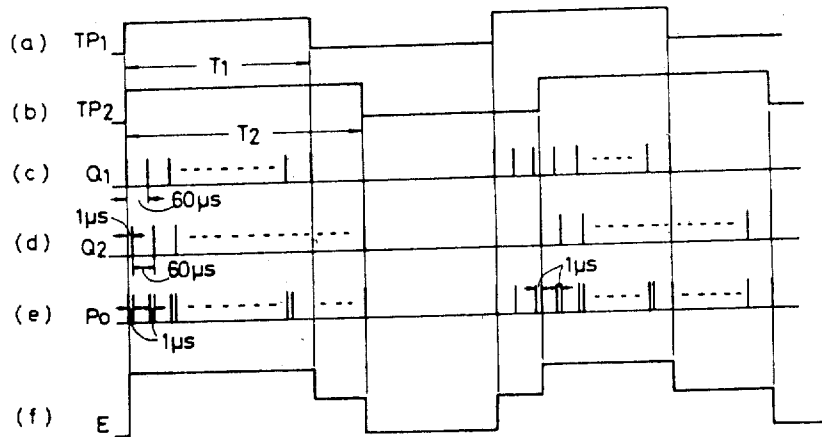 (a) TP1
T1
(b) TP2
T2
(c) Q1
60μs
1μs
(d) Q2
60μs
1μs
(e) Po
1μs
(f) E